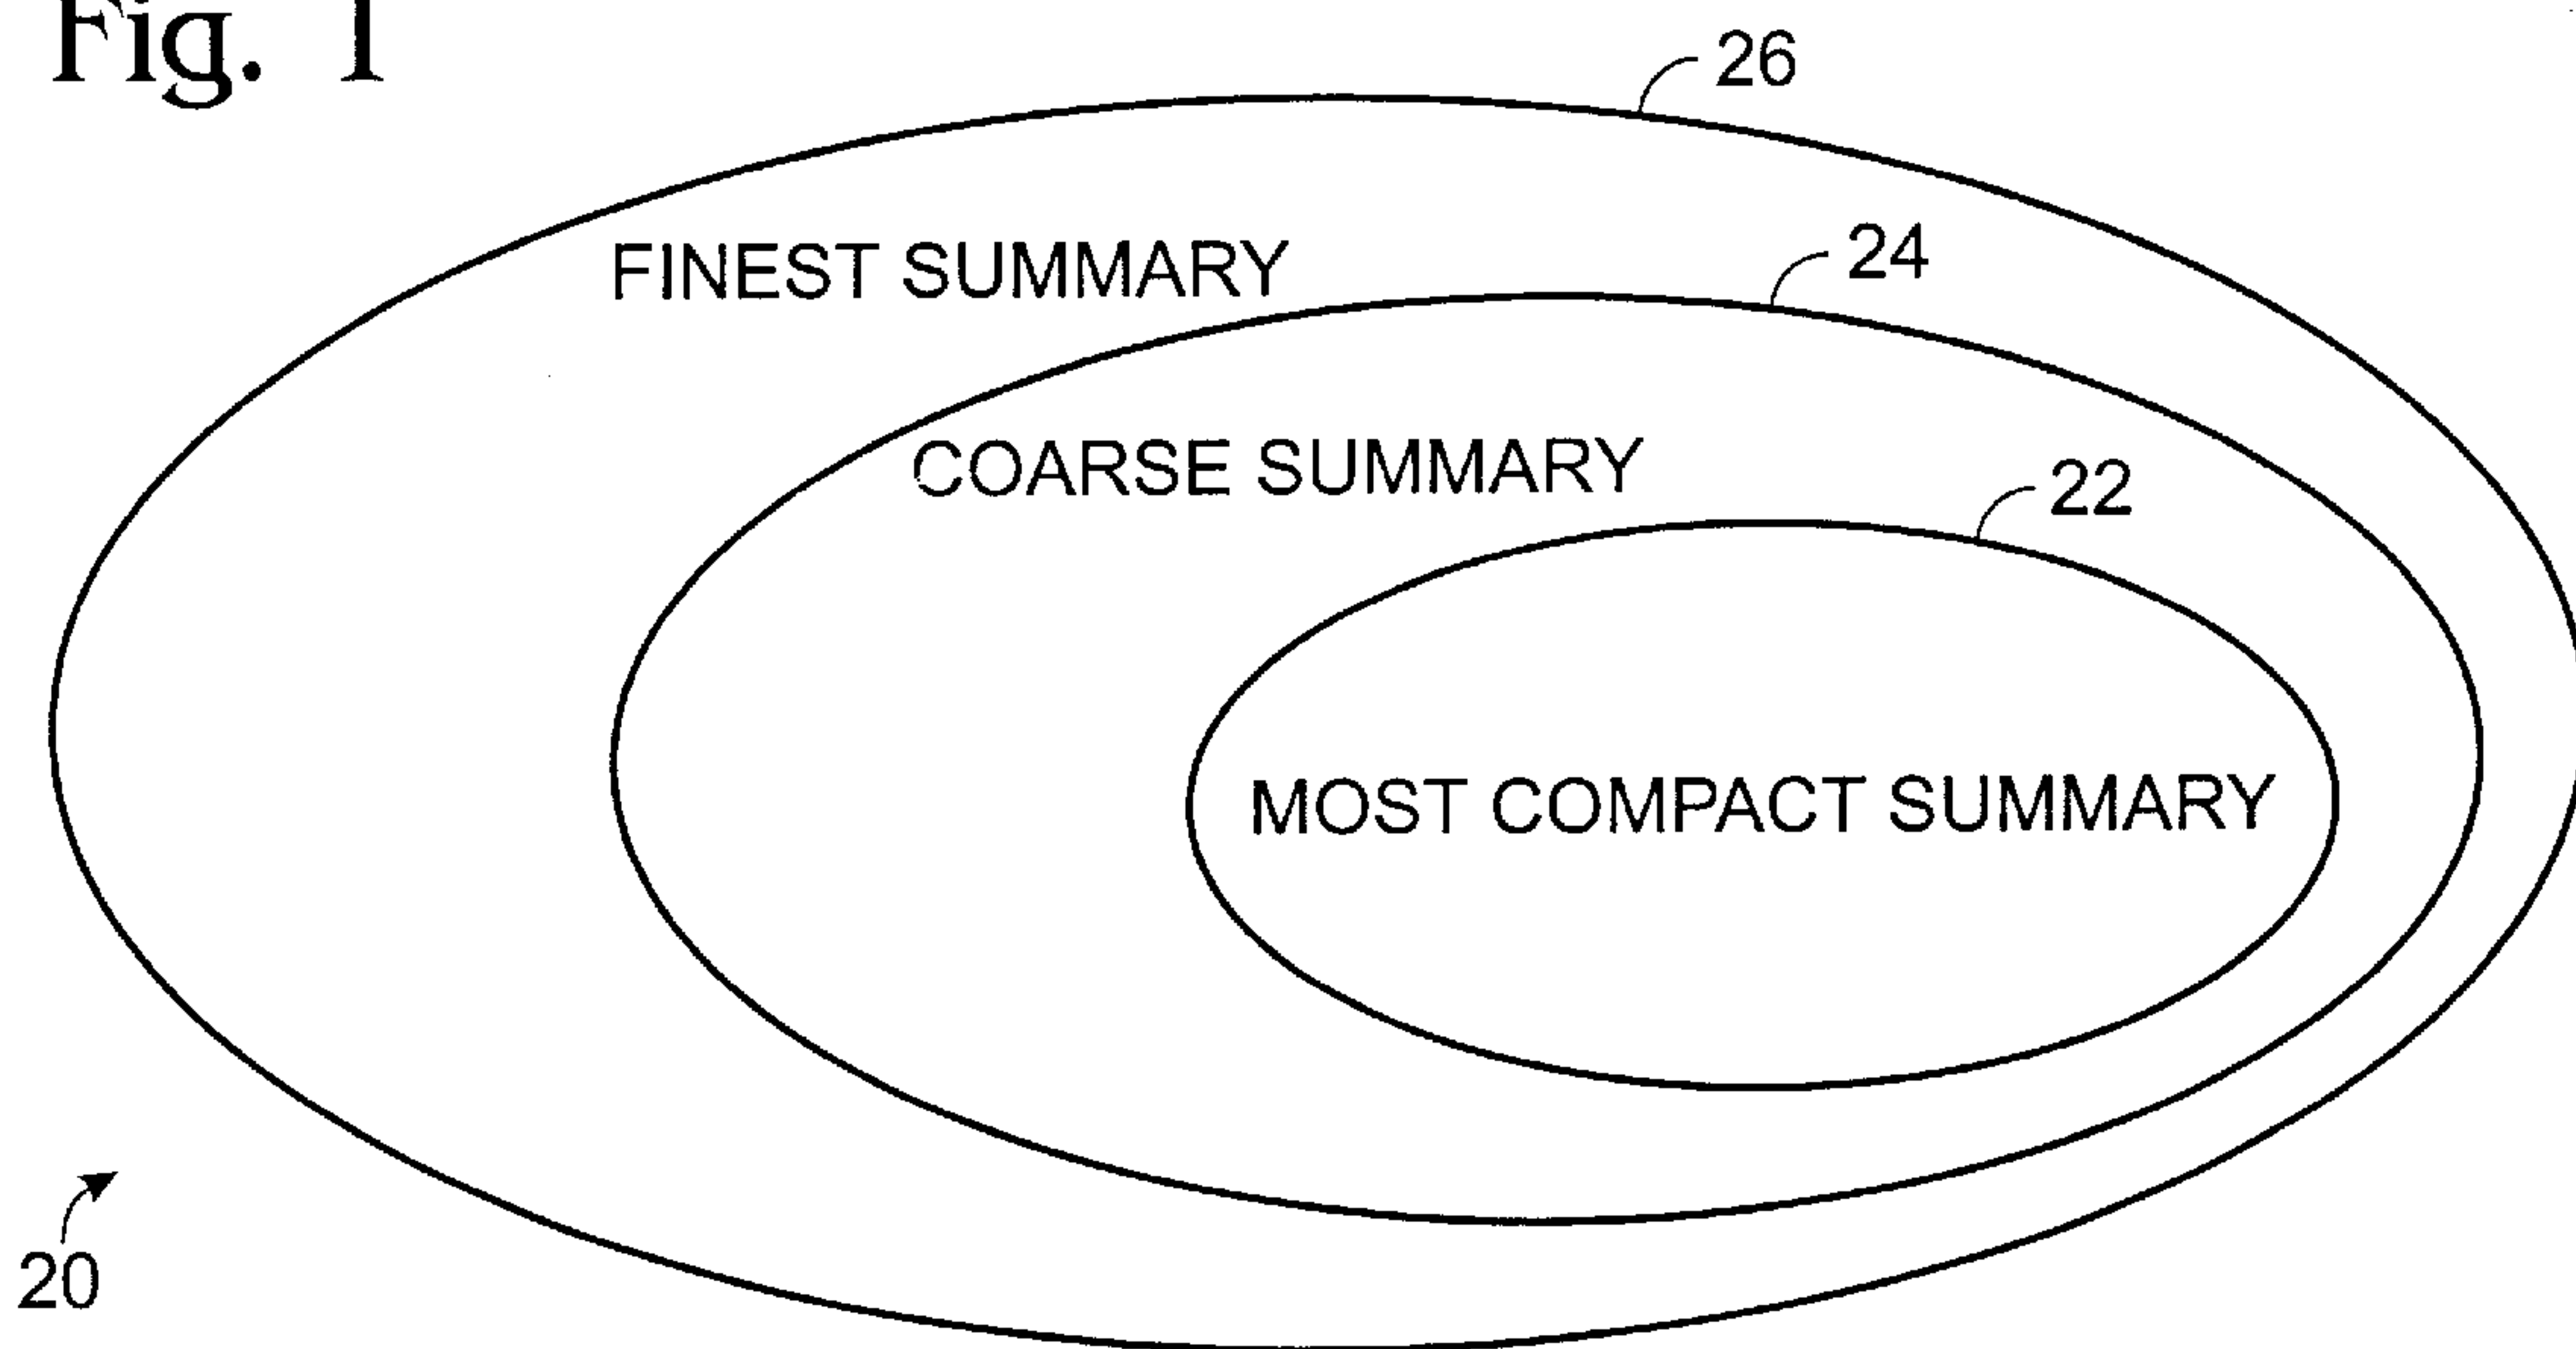 Fig. 1
26
FINEST SUMMARY
24
COARSE SUMMARY
22
MOST COMPACT SUMMARY
20